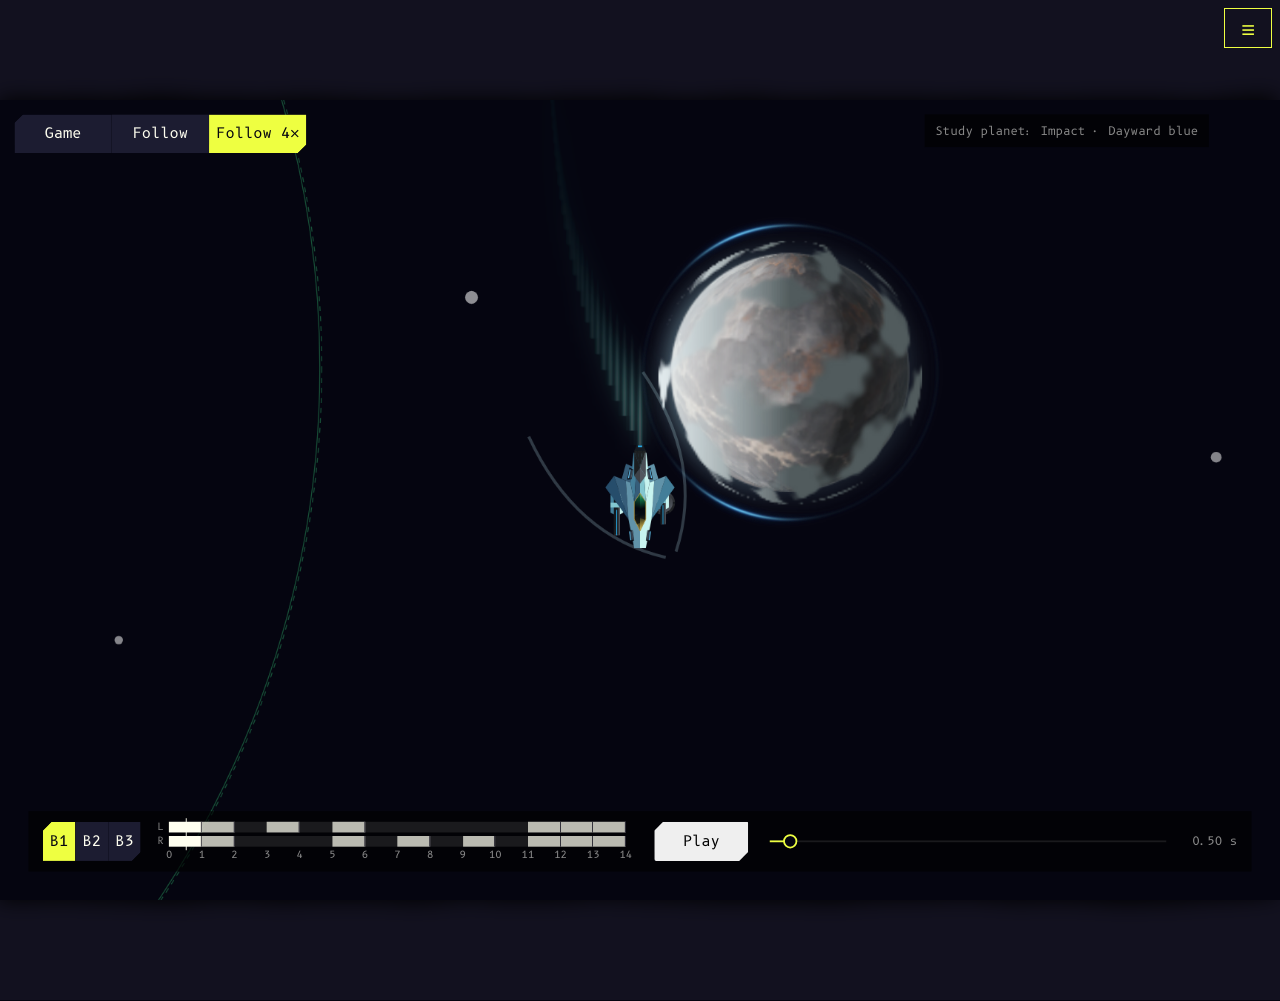 ≡
Game Follow Follow 4×
Study planet: Impact · Dayward blue
B1 B2 B3
L
R
0 1 2 3 4 5 6 7 8 9 10 11 12 13 14
Play
0.50 s